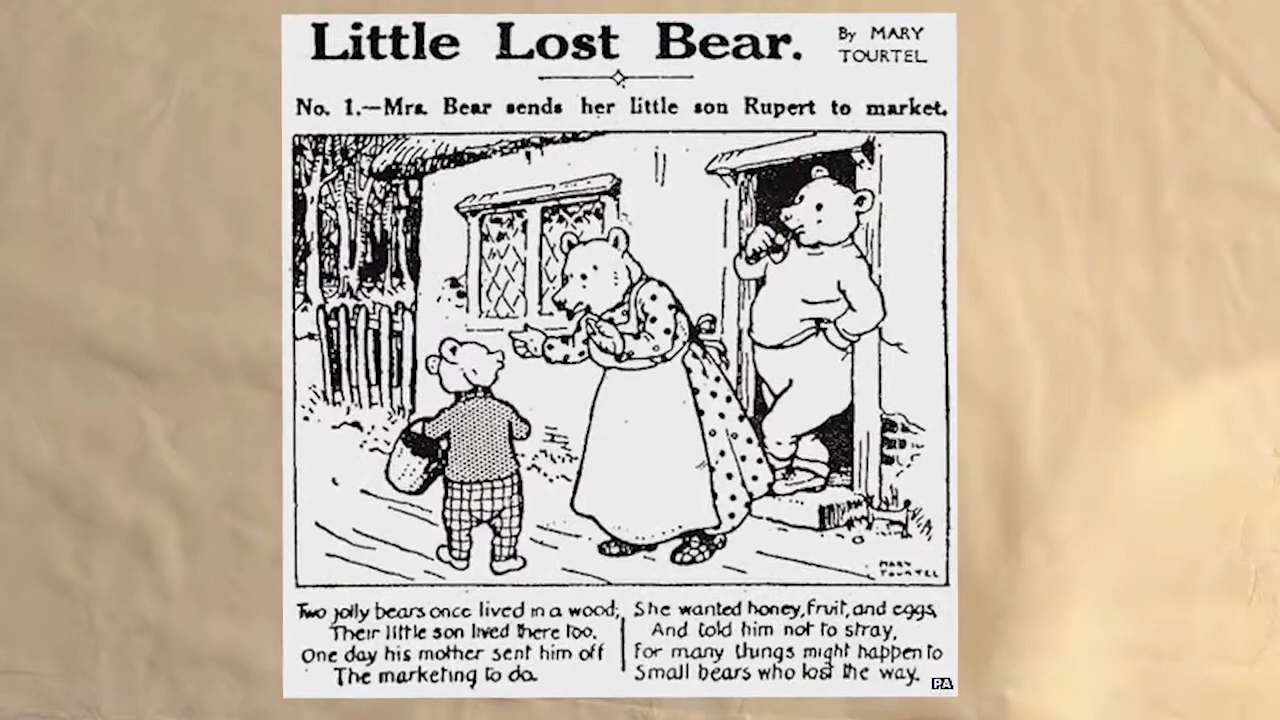 Little Lost Bear.
By MARY
TOURTEL
No. 1.—Mrs. Bear sends her little son Rupert to market.
MARY
TOURTEL
Two jolly bears once lived in a wood;
Their little son lived there too.
One day his mother sent him off
The marketing to do.
She wanted honey, fruit, and eggs,
And told him not to stray,
For many things might happen to
Small bears who lost the way.
PA